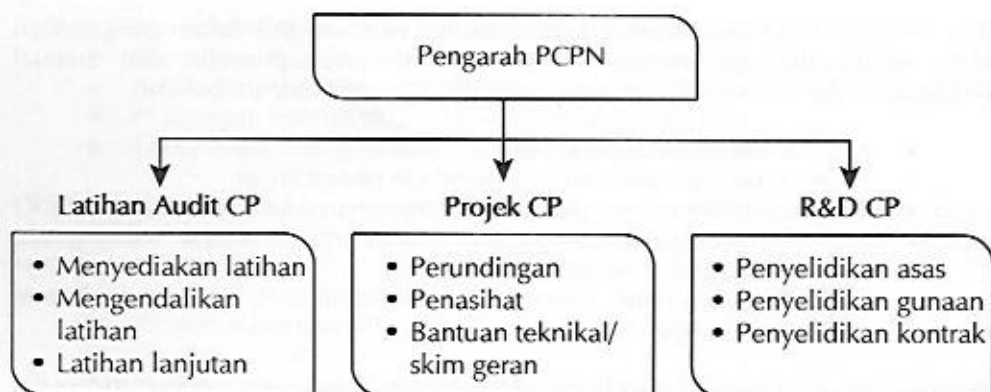 Pengarah PCPN
Latihan Audit CP
• Menyediakan latihan
• Mengendalikan
latihan
• Latihan lanjutan
Projek CP
• Perundingan
• Penasihat
• Bantuan teknikal/
skim geran
R&D CP
• Penyelidikan asas
• Penyelidikan gunaan
• Penyelidikan kontrak